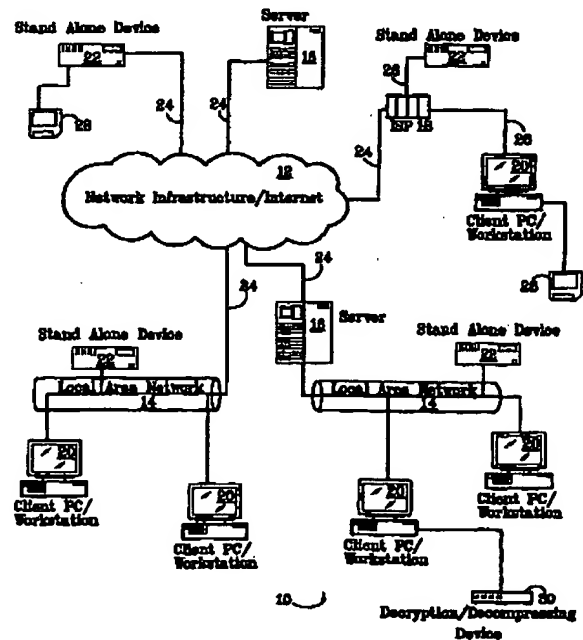 Server
Stand Alone Device
Stand Alone Device
22
16
22
26
28
24
24
ISP 18
26
24
12
20
Network Infrastructure/Internet
Client PC/
Workstation
24
28
24
16
Server
Stand Alone Device
Stand Alone Device
22
22
Local Area Network
14
Local Area Network
14
20
20
Client PC/
Workstation
20
Client PC/
Workstation
20
Client PC/
Workstation
Client PC/
Workstation
10
30
Decryption/Decompressing
Device